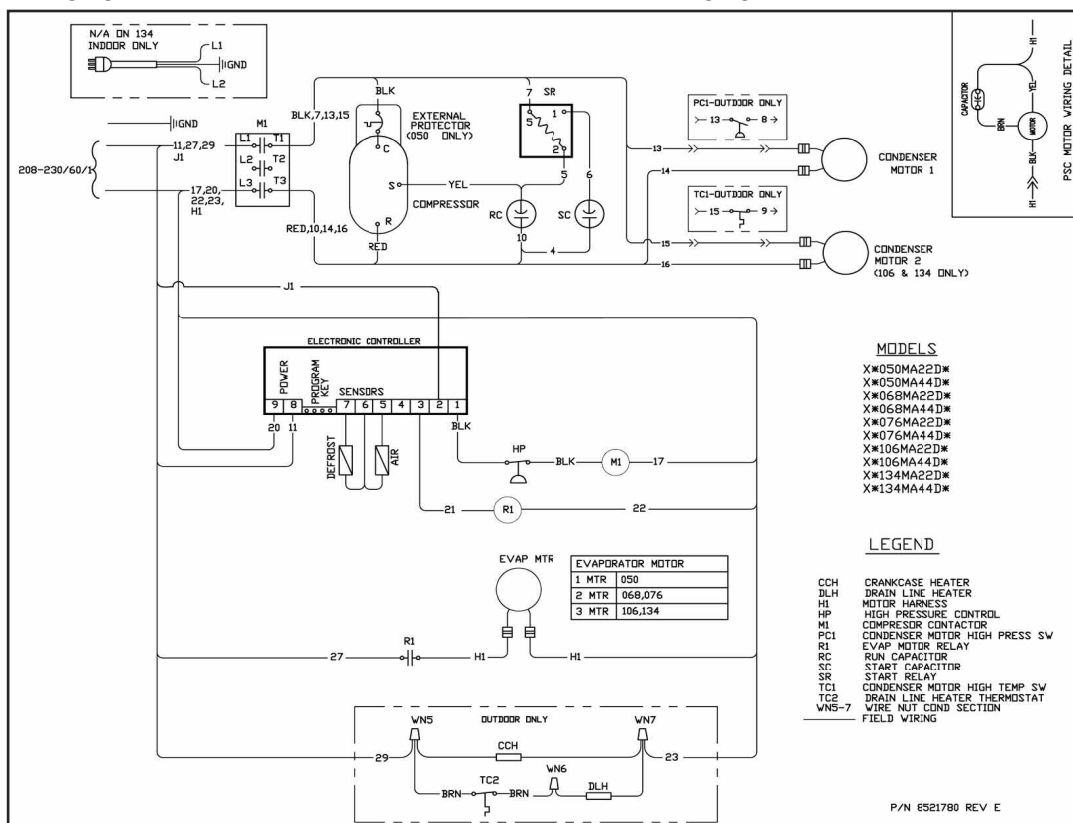 N/A ON 134
INDOOR ONLY
L1
GND
L2
GND
11,27,29
J1
208-230/60/1
17,20,
22,23,
H1
M1
L1 T1
L2 T2
L3 T3
BLK,7,13,15
RED,10,14,16
BLK
EXTERNAL
PROTECTOR
(050 ONLY)
C
S
R
YEL
COMPRESSOR
RED
7 SR
5 1
2
5 6
RC SC
10
4
PC1-OUTDOOR ONLY
13 8
13
14
CONDENSER
MOTOR 1
TC1-OUTDOOR ONLY
15 9
15
16
CONDENSER
MOTOR 2
(106 & 134 ONLY)
H1
CAPACITOR
YEL
BRN
MOTOR
BLK
H1
PSC MOTOR WIRING DETAIL
J1
ELECTRONIC CONTROLLER
POWER
PROGRAM
KEY
SENSORS
9 8 7 6 5 4 3 2 1
20 11
BLK
DEFROST
AIR
HP
BLK M1 17
21 R1 22
EVAP MTR
EVAPORATOR MOTOR
1 MTR 050
2 MTR 068,076
3 MTR 106,134
27 R1 H1 H1
WN5 OUTDOOR ONLY WN7
29 CCH 23
TC2 WN6
BRN BRN DLH
MODELS
X*050MA22D*
X*050MA44D*
X*068MA22D*
X*068MA44D*
X*076MA22D*
X*076MA44D*
X*106MA22D*
X*106MA44D*
X*134MA22D*
X*134MA44D*
LEGEND
CCH CRANKCASE HEATER
DLH DRAIN LINE HEATER
H1 MOTOR HARNESS
HP HIGH PRESSURE CONTROL
M1 COMPRESOR CONTACTOR
PC1 CONDENSER MOTOR HIGH PRESS SW
R1 EVAP MOTOR RELAY
RC RUN CAPACITOR
SC START CAPACITOR
SR START RELAY
TC1 CONDENSER MOTOR HIGH TEMP SW
TC2 DRAIN LINE HEATER THERMOSTAT
WN5-7 WIRE NUT COND SECTION
FIELD WIRING
P/N 8521780 REV E